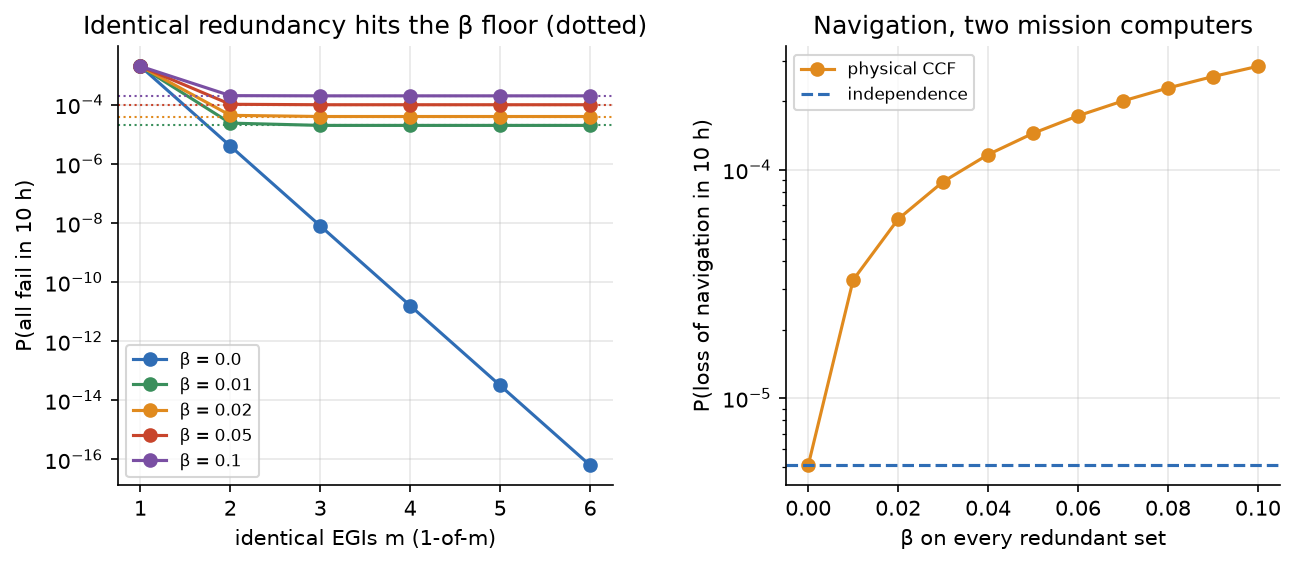 Identical redundancy hits the β floor (dotted)
P(all fail in 10 h)
10⁻⁴
10⁻⁶
10⁻⁸
10⁻¹⁰
10⁻¹²
10⁻¹⁴
10⁻¹⁶
β = 0.0
β = 0.01
β = 0.02
β = 0.05
β = 0.1
1 2 3 4 5 6
identical EGIs m (1-of-m)
Navigation, two mission computers
P(loss of navigation in 10 h)
physical CCF
independence
10⁻⁴
10⁻⁵
0.00 0.02 0.04 0.06 0.08 0.10
β on every redundant set